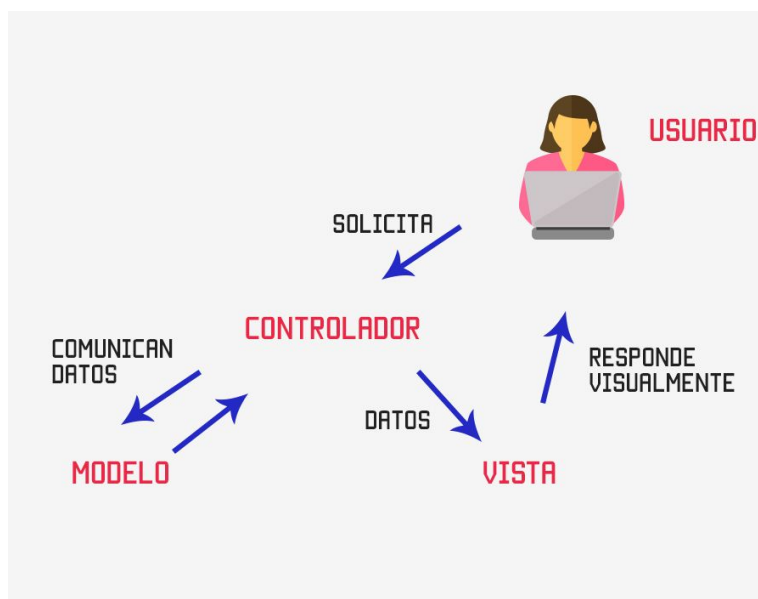 USUARIO
SOLICITA
CONTROLADOR
COMUNICAN
DATOS
RESPONDE
VISUALMENTE
DATOS
MODELO
VISTA